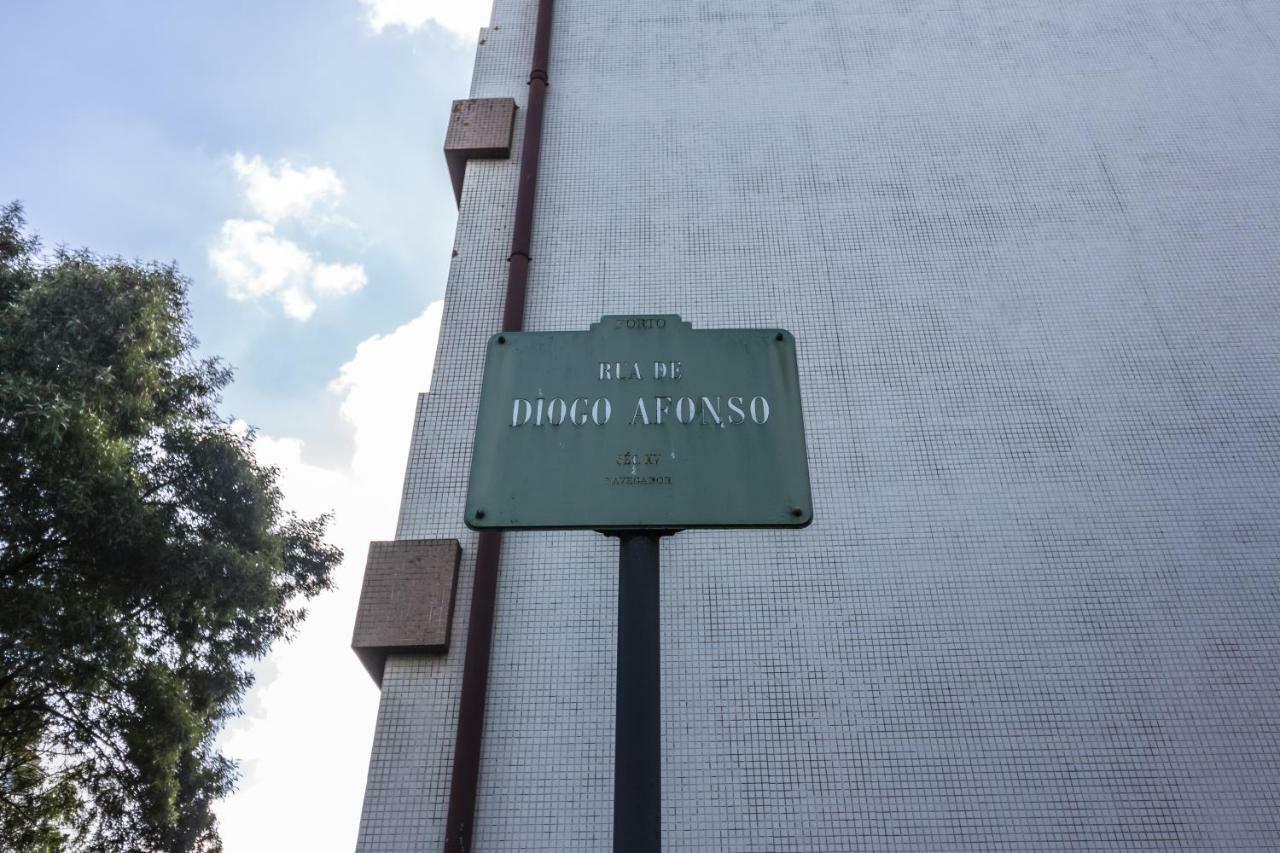 PORTO
RUA DE
DIOGO AFONSO
SÉC. XV
NAVEGADOR